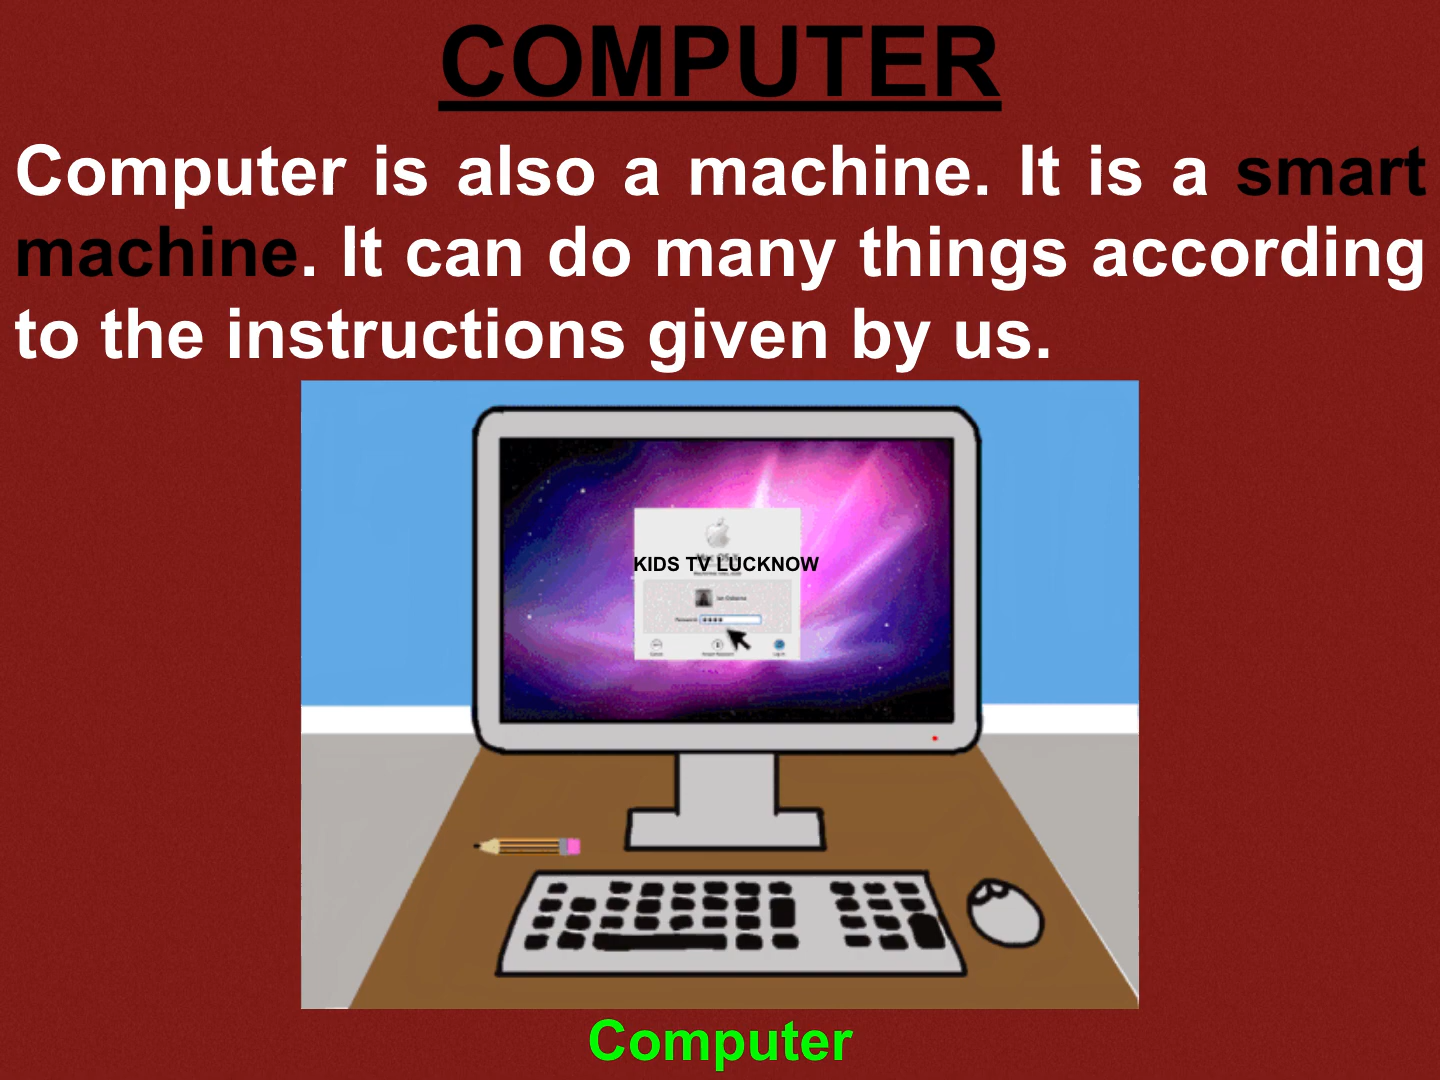 COMPUTER
Computer is also a machine. It is a smart
machine. It can do many things according
to the instructions given by us.
KIDS TV LUCKNOW
Password:
Computer